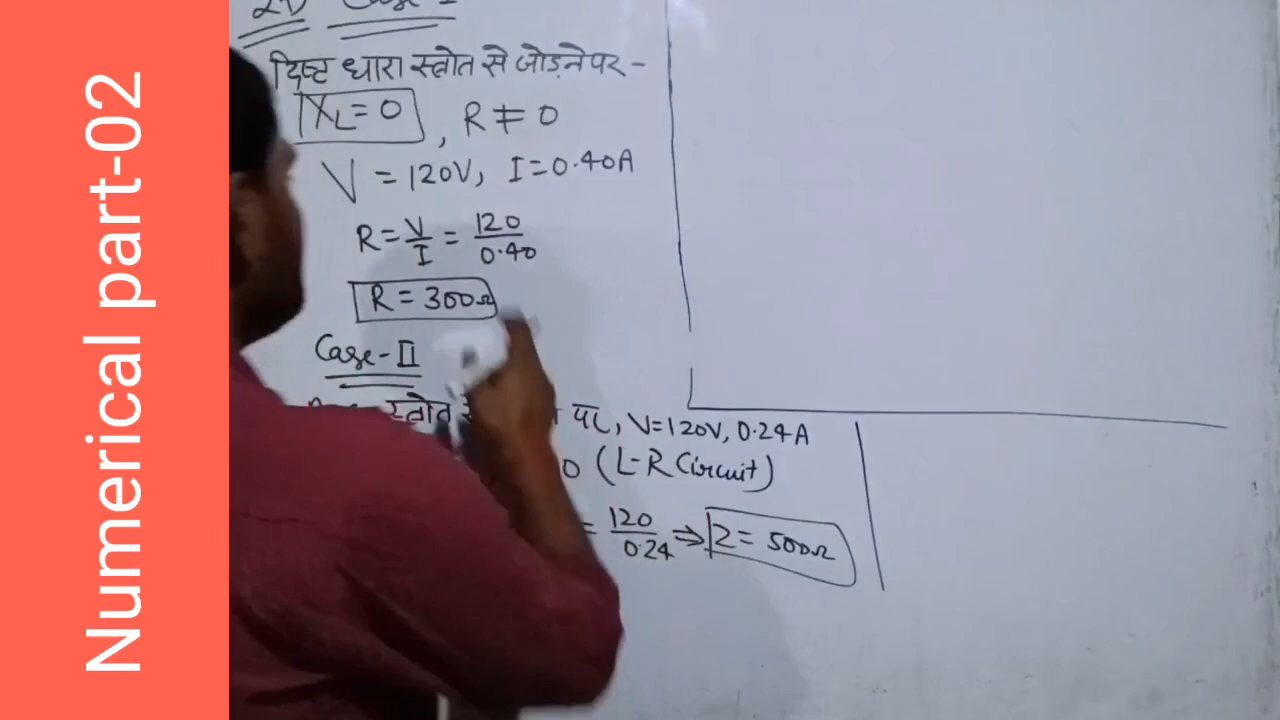 Numerical part-02
Case-I
दिष्ट धारा स्त्रोत से जोड़ने पर -
XL = 0, R ≠ 0
V = 120V, I = 0.40A
R = V/I = 120/0.40
R = 300Ω
Case-II
स्त्रोत पर, V=120V, 0.24A
0 (L-R Circuit)
= 120/0.24 ⇒ Z = 500Ω